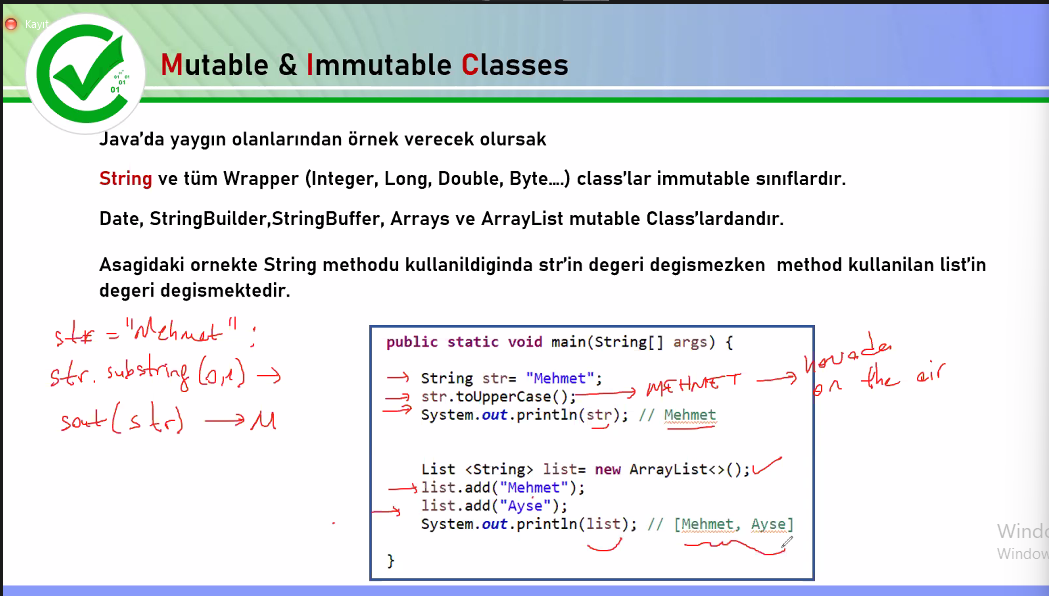 Kayıt
Mutable & Immutable Classes
01
01
Java’da yaygın olanlarından örnek verecek olursak
String ve tüm Wrapper (Integer, Long, Double, Byte….) class’lar immutable sınıflardır.
Date, StringBuilder,StringBuffer, Arrays ve ArrayList mutable Class’lardandır.
Asagidaki ornekte String methodu kullanildiginda str’in degeri degismezken method kullanilan list’in
degeri degismektedir.
str = "Mehmet" ;
str. substring (0,1) →
sout( str) → M
public static void main(String[] args) {
String str= "Mehmet";
str.toUpperCase(); → MEHMET → havada
on the air
System.out.println(str); // Mehmet
List <String> list= new ArrayList<>();
list.add("Mehmet");
list.add("Ayse");
System.out.println(list); // [Mehmet, Ayse]
}
Windo
Window